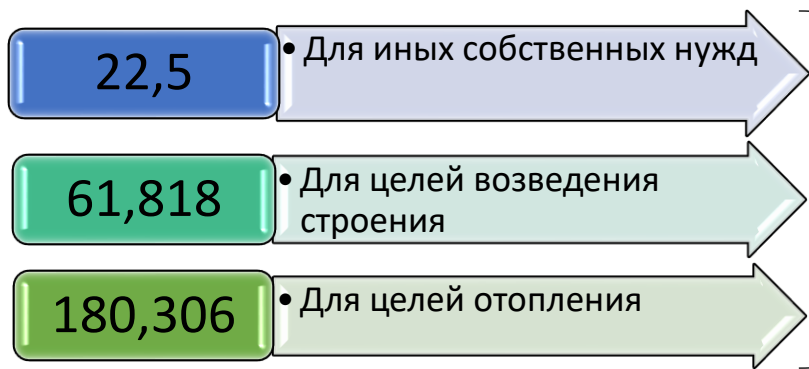 22,5
• Для иных собственных нужд
61,818
• Для целей возведения
строения
180,306
• Для целей отопления